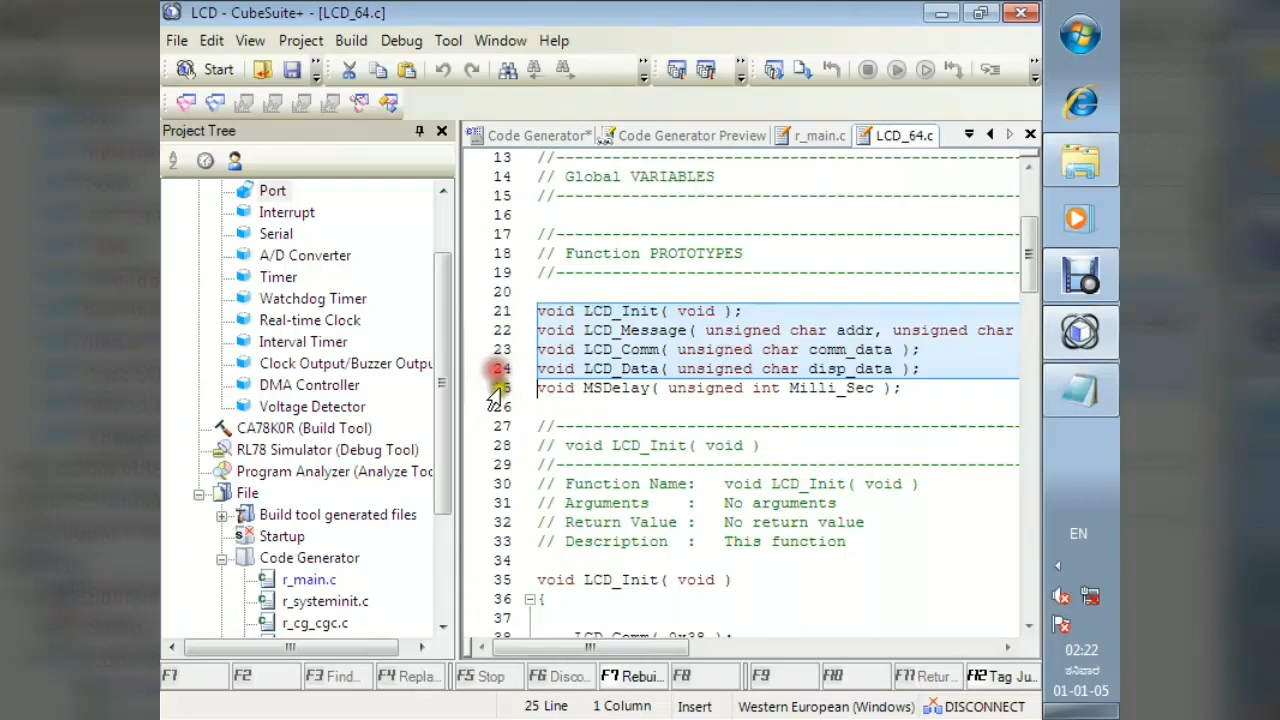 LCD - CubeSuite+ - [LCD_64.c]
File Edit View Project Build Debug Tool Window Help
Start
Project Tree
Code Generator* Code Generator Preview r_main.c LCD_64.c
Port
Interrupt
Serial
A/D Converter
Timer
Watchdog Timer
Real-time Clock
Interval Timer
Clock Output/Buzzer Outpu
DMA Controller
Voltage Detector
CA78K0R (Build Tool)
RL78 Simulator (Debug Tool)
Program Analyzer (Analyze Too
File
Build tool generated files
Startup
Code Generator
r_main.c
r_systeminit.c
r_cg_cgc.c
13 //--------------------------------------------------
14 // Global VARIABLES
15 //--------------------------------------------------
16
17 //--------------------------------------------------
18 // Function PROTOTYPES
19 //--------------------------------------------------
20
21 void LCD_Init( void );
22 void LCD_Message( unsigned char addr, unsigned char
23 void LCD_Comm( unsigned char comm_data );
24 void LCD_Data( unsigned char disp_data );
void MSDelay( unsigned int Milli_Sec );
26
27 //--------------------------------------------------
28 // void LCD_Init( void )
29 //--------------------------------------------------
30 // Function Name: void LCD_Init( void )
31 // Arguments : No arguments
32 // Return Value : No return value
33 // Description : This function
34
35 void LCD_Init( void )
36 {
37
38 LCD_Comm( 0x38 );
F1 F2 F3 Find... F4 Repla... F5 Stop F6 Disco... F7 Rebui... F8 F9 F10 F11 Retur... F12 Tag Ju...
25 Line 1 Column Insert Western European (Windows) DISCONNECT
EN
02:22
ಶನಿವಾರ
01-01-05